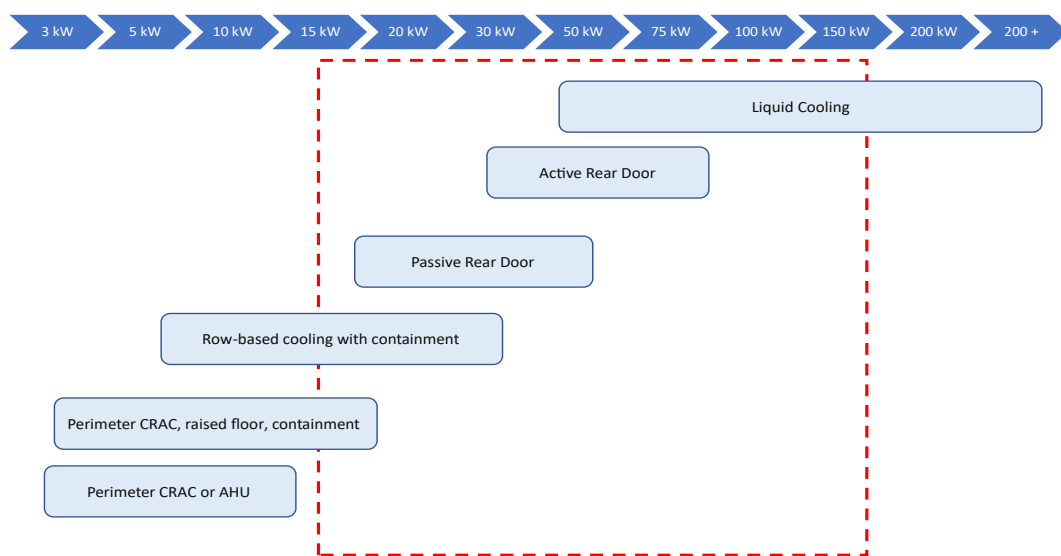 3 kW 5 kW 10 kW 15 kW 20 kW 30 kW 50 kW 75 kW 100 kW 150 kW 200 kW 200 +
Liquid Cooling
Active Rear Door
Passive Rear Door
Row-based cooling with containment
Perimeter CRAC, raised floor, containment
Perimeter CRAC or AHU